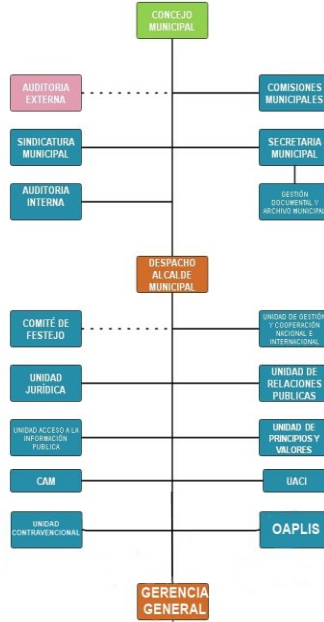 CONCEJO
MUNICIPAL
AUDITORIA
EXTERNA
COMISIONES
MUNICIPALES
SINDICATURA
MUNICIPAL
SECRETARIA
MUNICIPAL
AUDITORIA
INTERNA
GESTIÓN
DOCUMENTAL Y
ARCHIVO MUNICIPAL
DESPACHO
ALCALDE
MUNICIPAL
COMITÉ DE
FESTEJO
UNIDAD DE GESTIÓN
Y COOPERACIÓN
NACIONAL E
INTERNACIONAL
UNIDAD
JURÍDICA
UNIDAD DE
RELACIONES
PUBLICAS
UNIDAD ACCESO A LA
INFORMACIÓN
PUBLICA
UNIDAD DE
PRINCIPIOS Y
VALORES
CAM
UACI
UNIDAD
CONTRAVENCIONAL
OAPLIS
GERENCIA
GENERAL